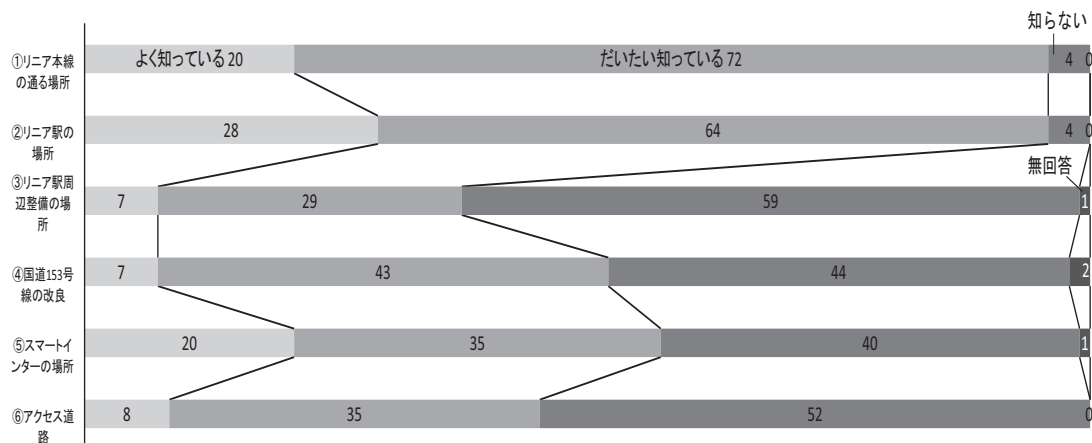 知らない
①リニア本線
の通る場所
よく知っている 20
だいたい知っている 72
4
0
②リニア駅の
場所
28
64
4
0
無回答
③リニア駅周
辺整備の場
所
7
29
59
1
④国道153号
線の改良
7
43
44
2
⑤スマートイ
ンターの場所
20
35
40
1
⑥アクセス道
路
8
35
52
0